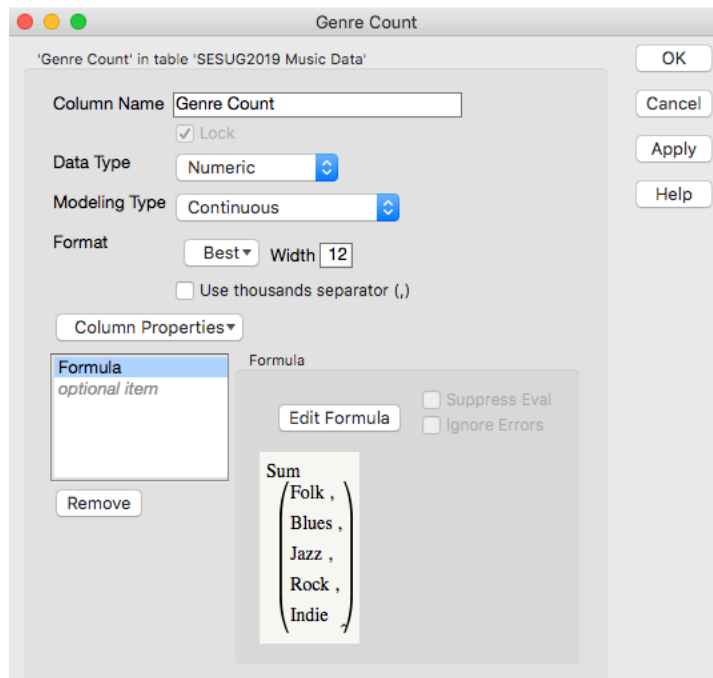 Genre Count
'Genre Count' in table 'SESUG2019 Music Data'
OK
Column Name Genre Count
Cancel
Lock
Apply
Data Type Numeric
Help
Modeling Type Continuous
Format Best Width 12
Use thousands separator (,)
Column Properties
Formula
optional item
Remove
Formula
Edit Formula
Suppress Eval
Ignore Errors
Sum
(Folk ,
Blues ,
Jazz ,
Rock ,
Indie )